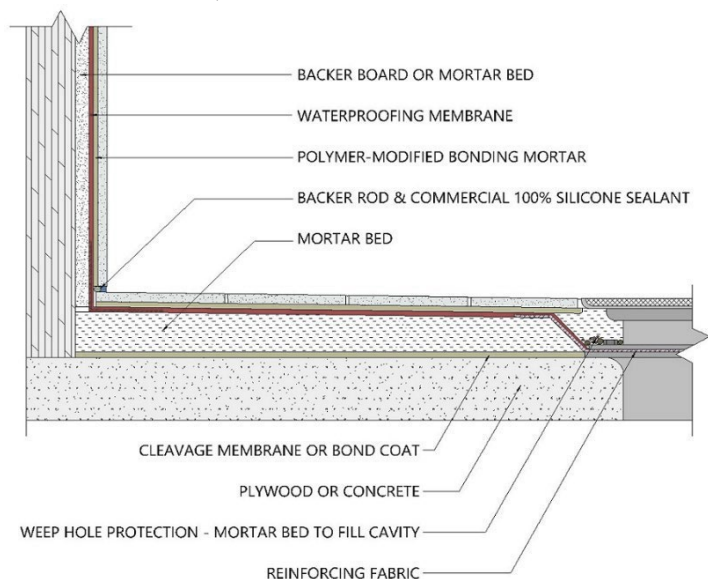 BACKER BOARD OR MORTAR BED
WATERPROOFING MEMBRANE
POLYMER-MODIFIED BONDING MORTAR
BACKER ROD & COMMERCIAL 100% SILICONE SEALANT
MORTAR BED
CLEAVAGE MEMBRANE OR BOND COAT
PLYWOOD OR CONCRETE
WEEP HOLE PROTECTION - MORTAR BED TO FILL CAVITY
REINFORCING FABRIC